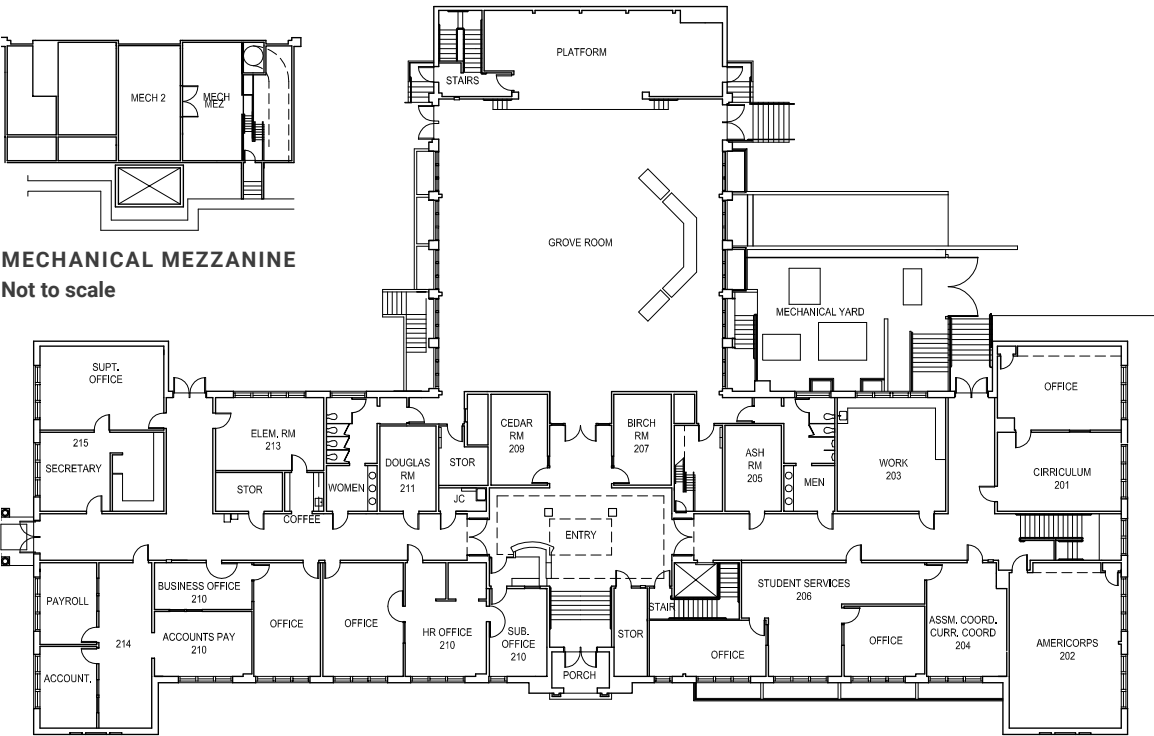 PLATFORM
STAIRS
MECH 2
MECH
MEZ
MECHANICAL MEZZANINE
Not to scale
GROVE ROOM
MECHANICAL YARD
SUPT.
OFFICE
215
SECRETARY
ELEM. RM
213
STOR
COFFEE
WOMEN
DOUGLAS
RM
211
STOR
JC
CEDAR
RM
209
BIRCH
RM
207
ASH
RM
205
MEN
WORK
203
OFFICE
CIRRICULUM
201
ENTRY
PAYROLL
ACCOUNT.
214
BUSINESS OFFICE
210
ACCOUNTS PAY
210
OFFICE
OFFICE
HR OFFICE
210
SUB.
OFFICE
210
PORCH
STOR
STAIR
STUDENT SERVICES
206
OFFICE
OFFICE
ASSM. COORD.
CURR. COORD
204
AMERICORPS
202